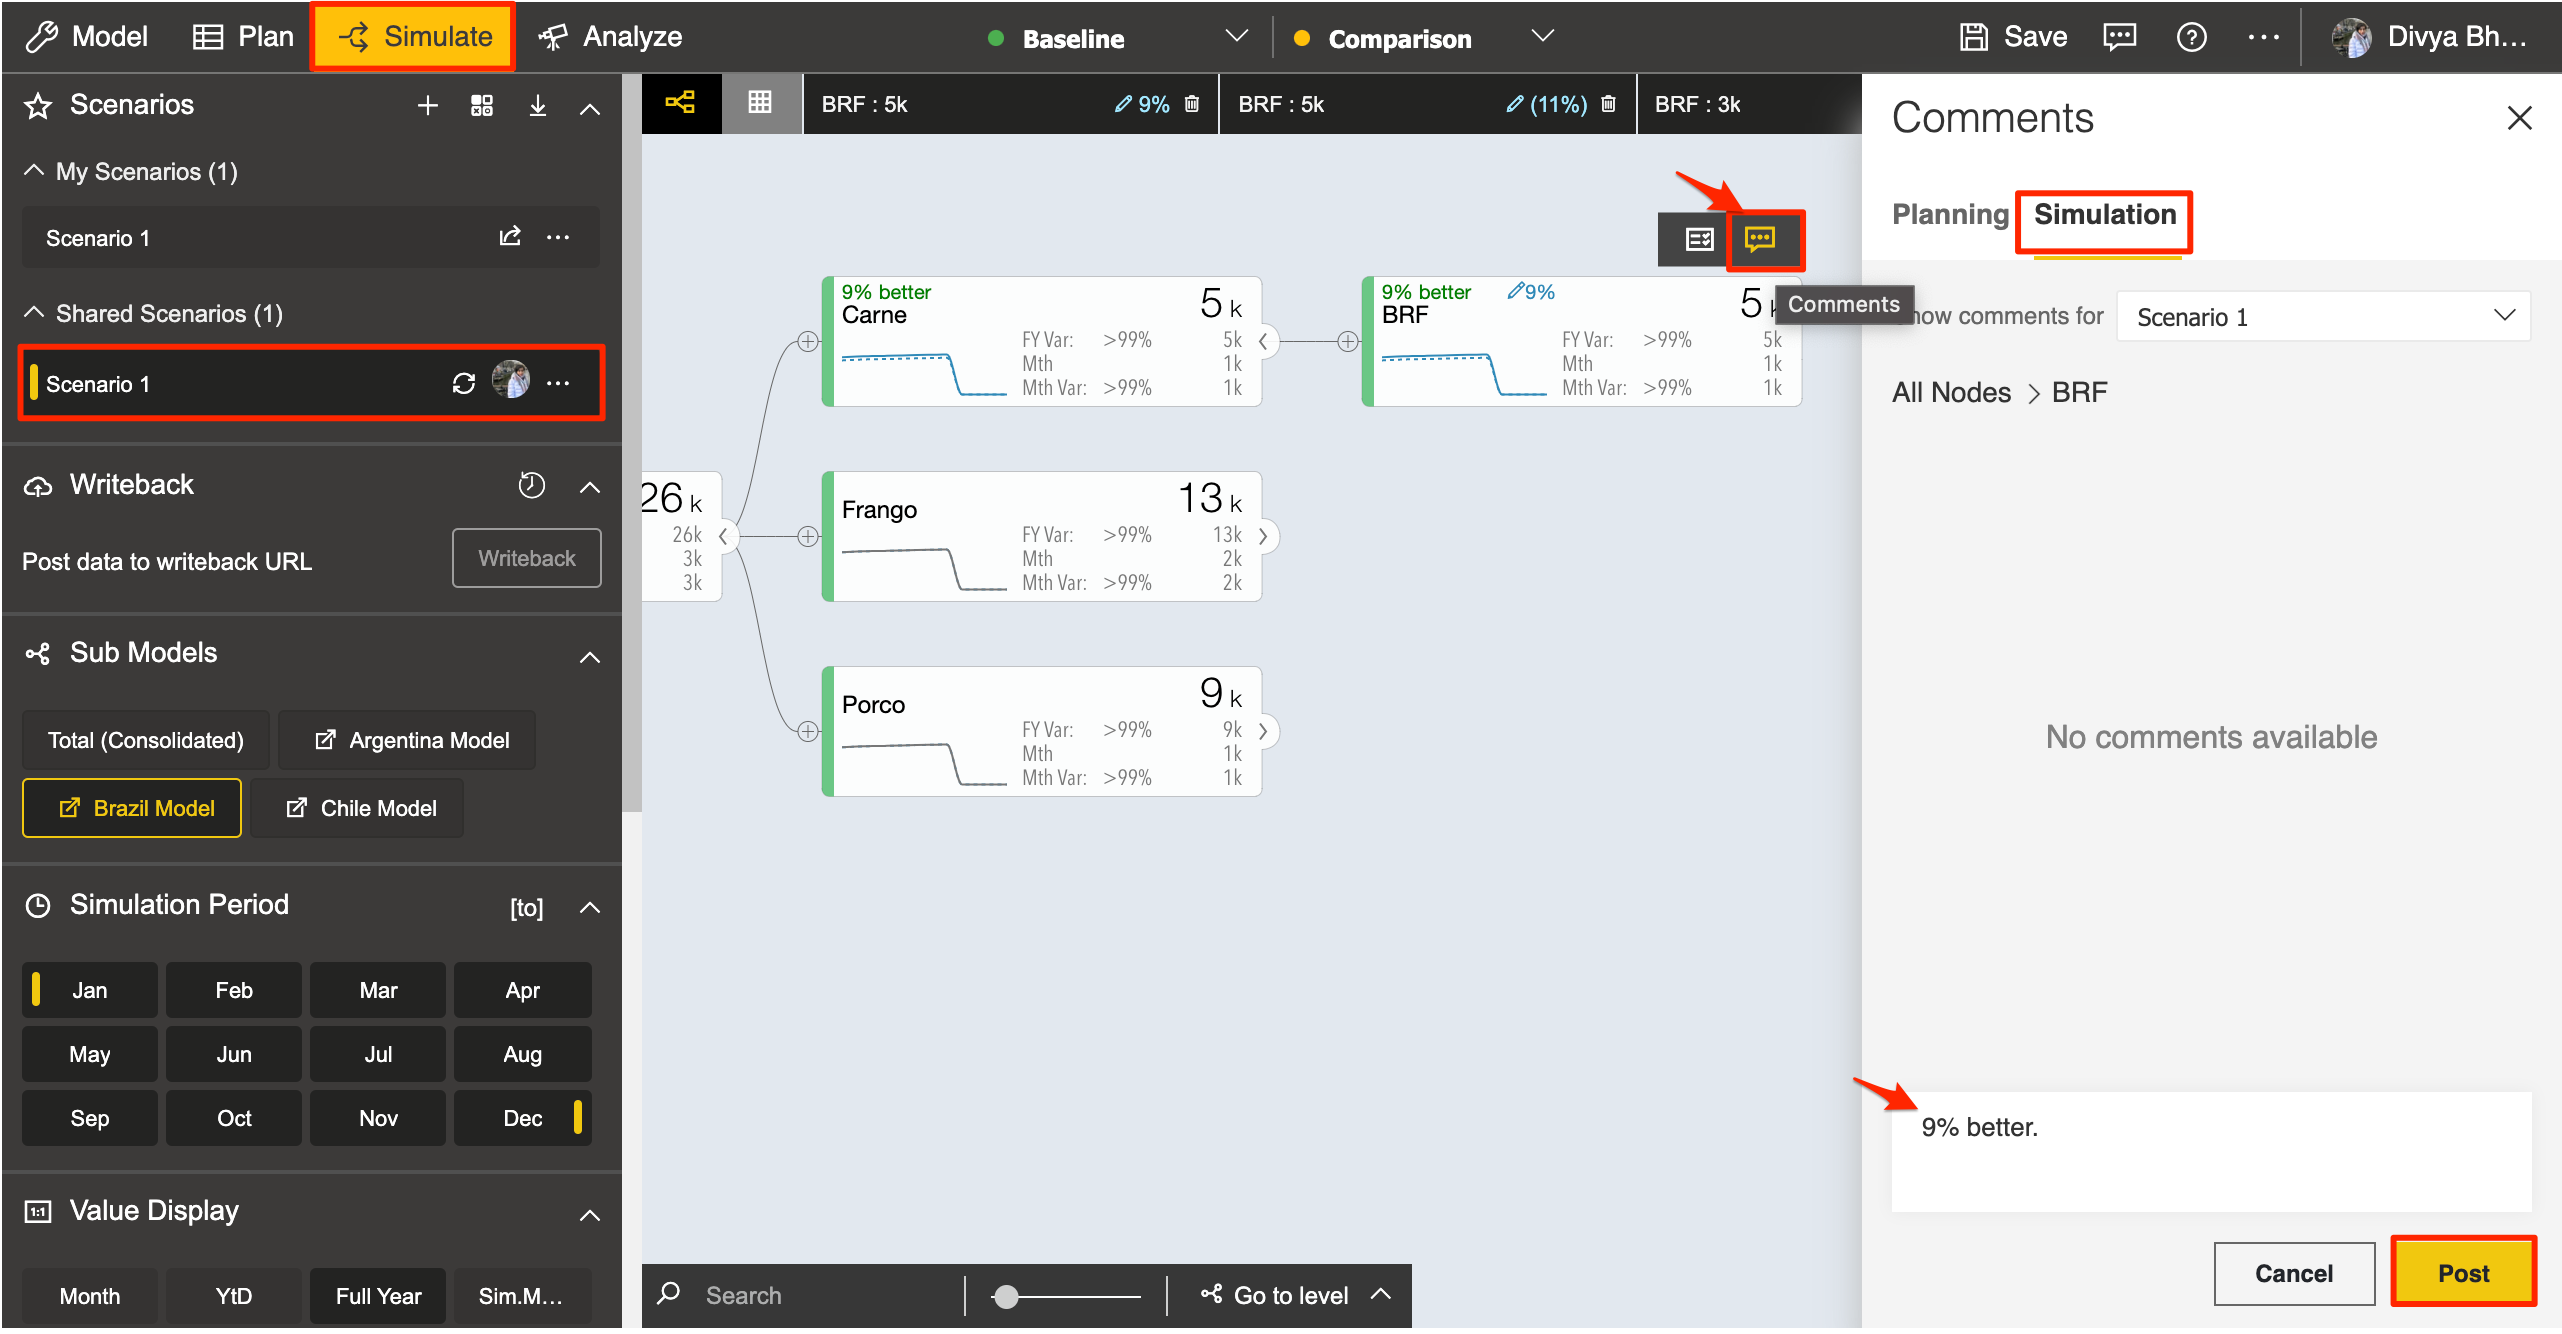 Model Plan Simulate Analyze Baseline Comparison Save Divya Bh...
Scenarios
My Scenarios (1)
Scenario 1
Shared Scenarios (1)
Scenario 1
Writeback
Post data to writeback URL Writeback
Sub Models
Total (Consolidated) Argentina Model
Brazil Model Chile Model
Simulation Period [to]
Jan Feb Mar Apr
May Jun Jul Aug
Sep Oct Nov Dec
1:1 Value Display
Month YtD Full Year Sim.M...
BRF : 5k 9% BRF : 5k (11%) BRF : 3k
26 k
26k
3k
3k
9% better
Carne 5 k
FY Var: >99% 5k
Mth 1k
Mth Var: >99% 1k
9% better 9%
BRF 5 k
FY Var: >99% 5k
Mth 1k
Mth Var: >99% 1k
Frango 13 k
FY Var: >99% 13k
Mth 2k
Mth Var: >99% 2k
Porco 9 k
FY Var: >99% 9k
Mth 1k
Mth Var: >99% 1k
Search Go to level
Comments
Comments
Planning Simulation
how comments for Scenario 1
All Nodes > BRF
No comments available
9% better.
Cancel Post